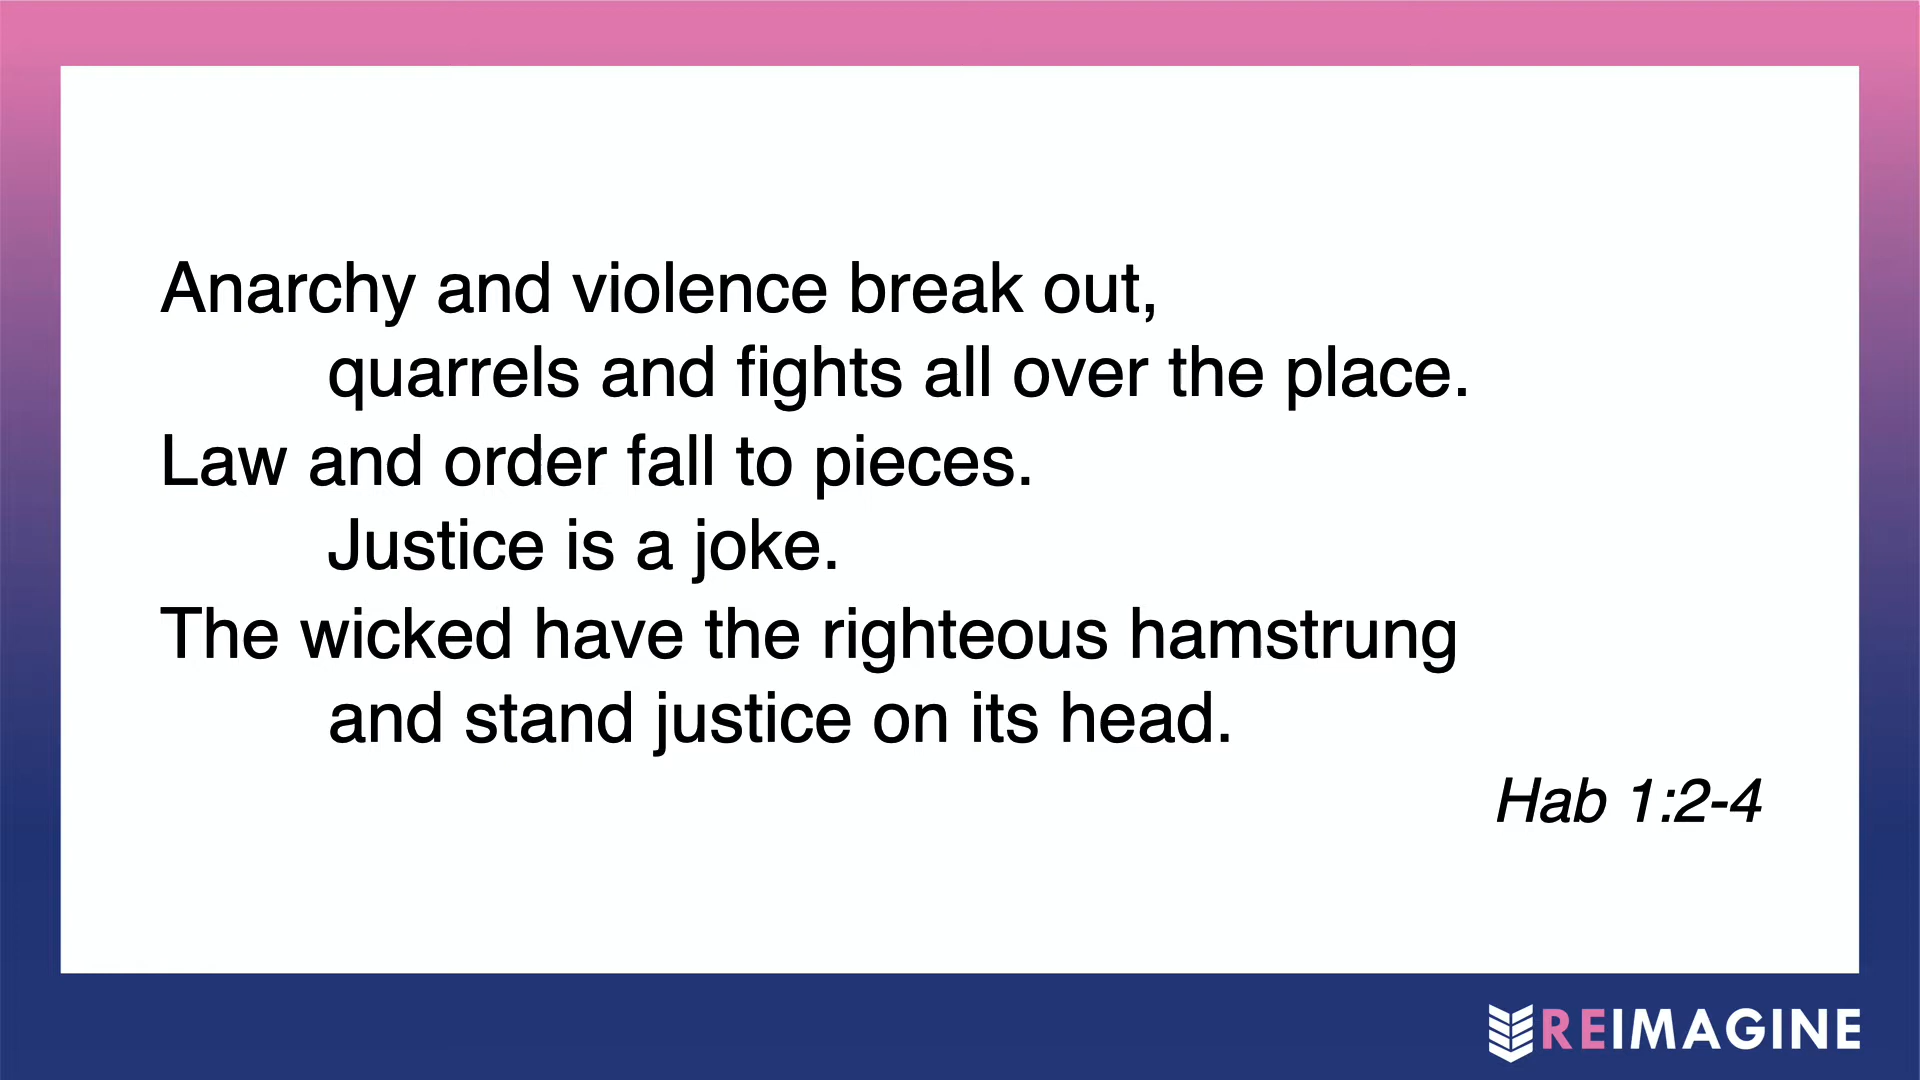 Anarchy and violence break out,
quarrels and fights all over the place.
Law and order fall to pieces.
Justice is a joke.
The wicked have the righteous hamstrung
and stand justice on its head.
Hab 1:2-4
REIMAGINE